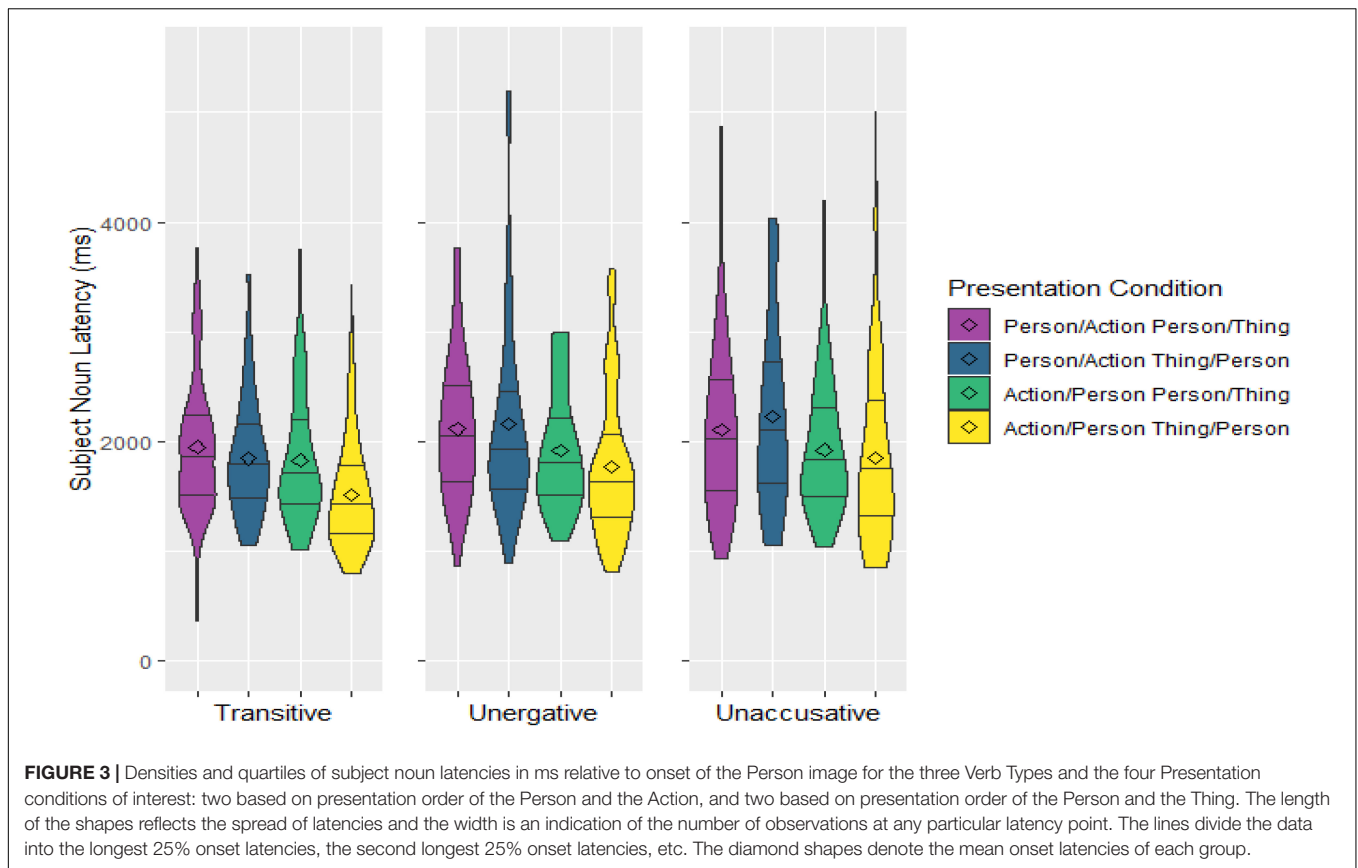 Subject Noun Latency (ms)
4000
2000
0
Transitive
Unergative
Unaccusative
Presentation Condition
Person/Action Person/Thing
Person/Action Thing/Person
Action/Person Person/Thing
Action/Person Thing/Person
FIGURE 3 | Densities and quartiles of subject noun latencies in ms relative to onset of the Person image for the three Verb Types and the four Presentation
conditions of interest: two based on presentation order of the Person and the Action, and two based on presentation order of the Person and the Thing. The length
of the shapes reflects the spread of latencies and the width is an indication of the number of observations at any particular latency point. The lines divide the data
into the longest 25% onset latencies, the second longest 25% onset latencies, etc. The diamond shapes denote the mean onset latencies of each group.